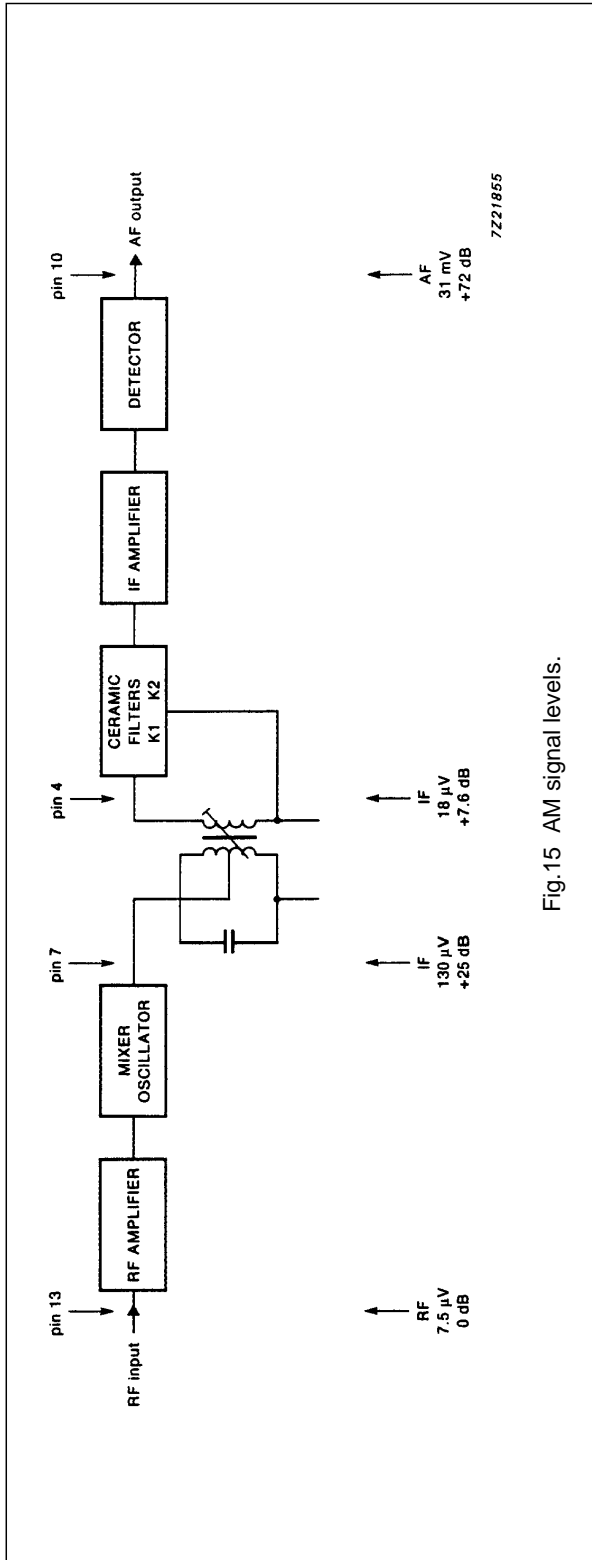 pin 13
pin 7
pin 4
pin 10
RF input
RF AMPLIFIER
MIXER
OSCILLATOR
CERAMIC
FILTERS
K1 K2
IF AMPLIFIER
DETECTOR
AF output
RF
7.5 µV
0 dB
IF
130 µV
+25 dB
IF
18 µV
+7.6 dB
AF
31 mV
+72 dB
7Z21855
Fig.15 AM signal levels.